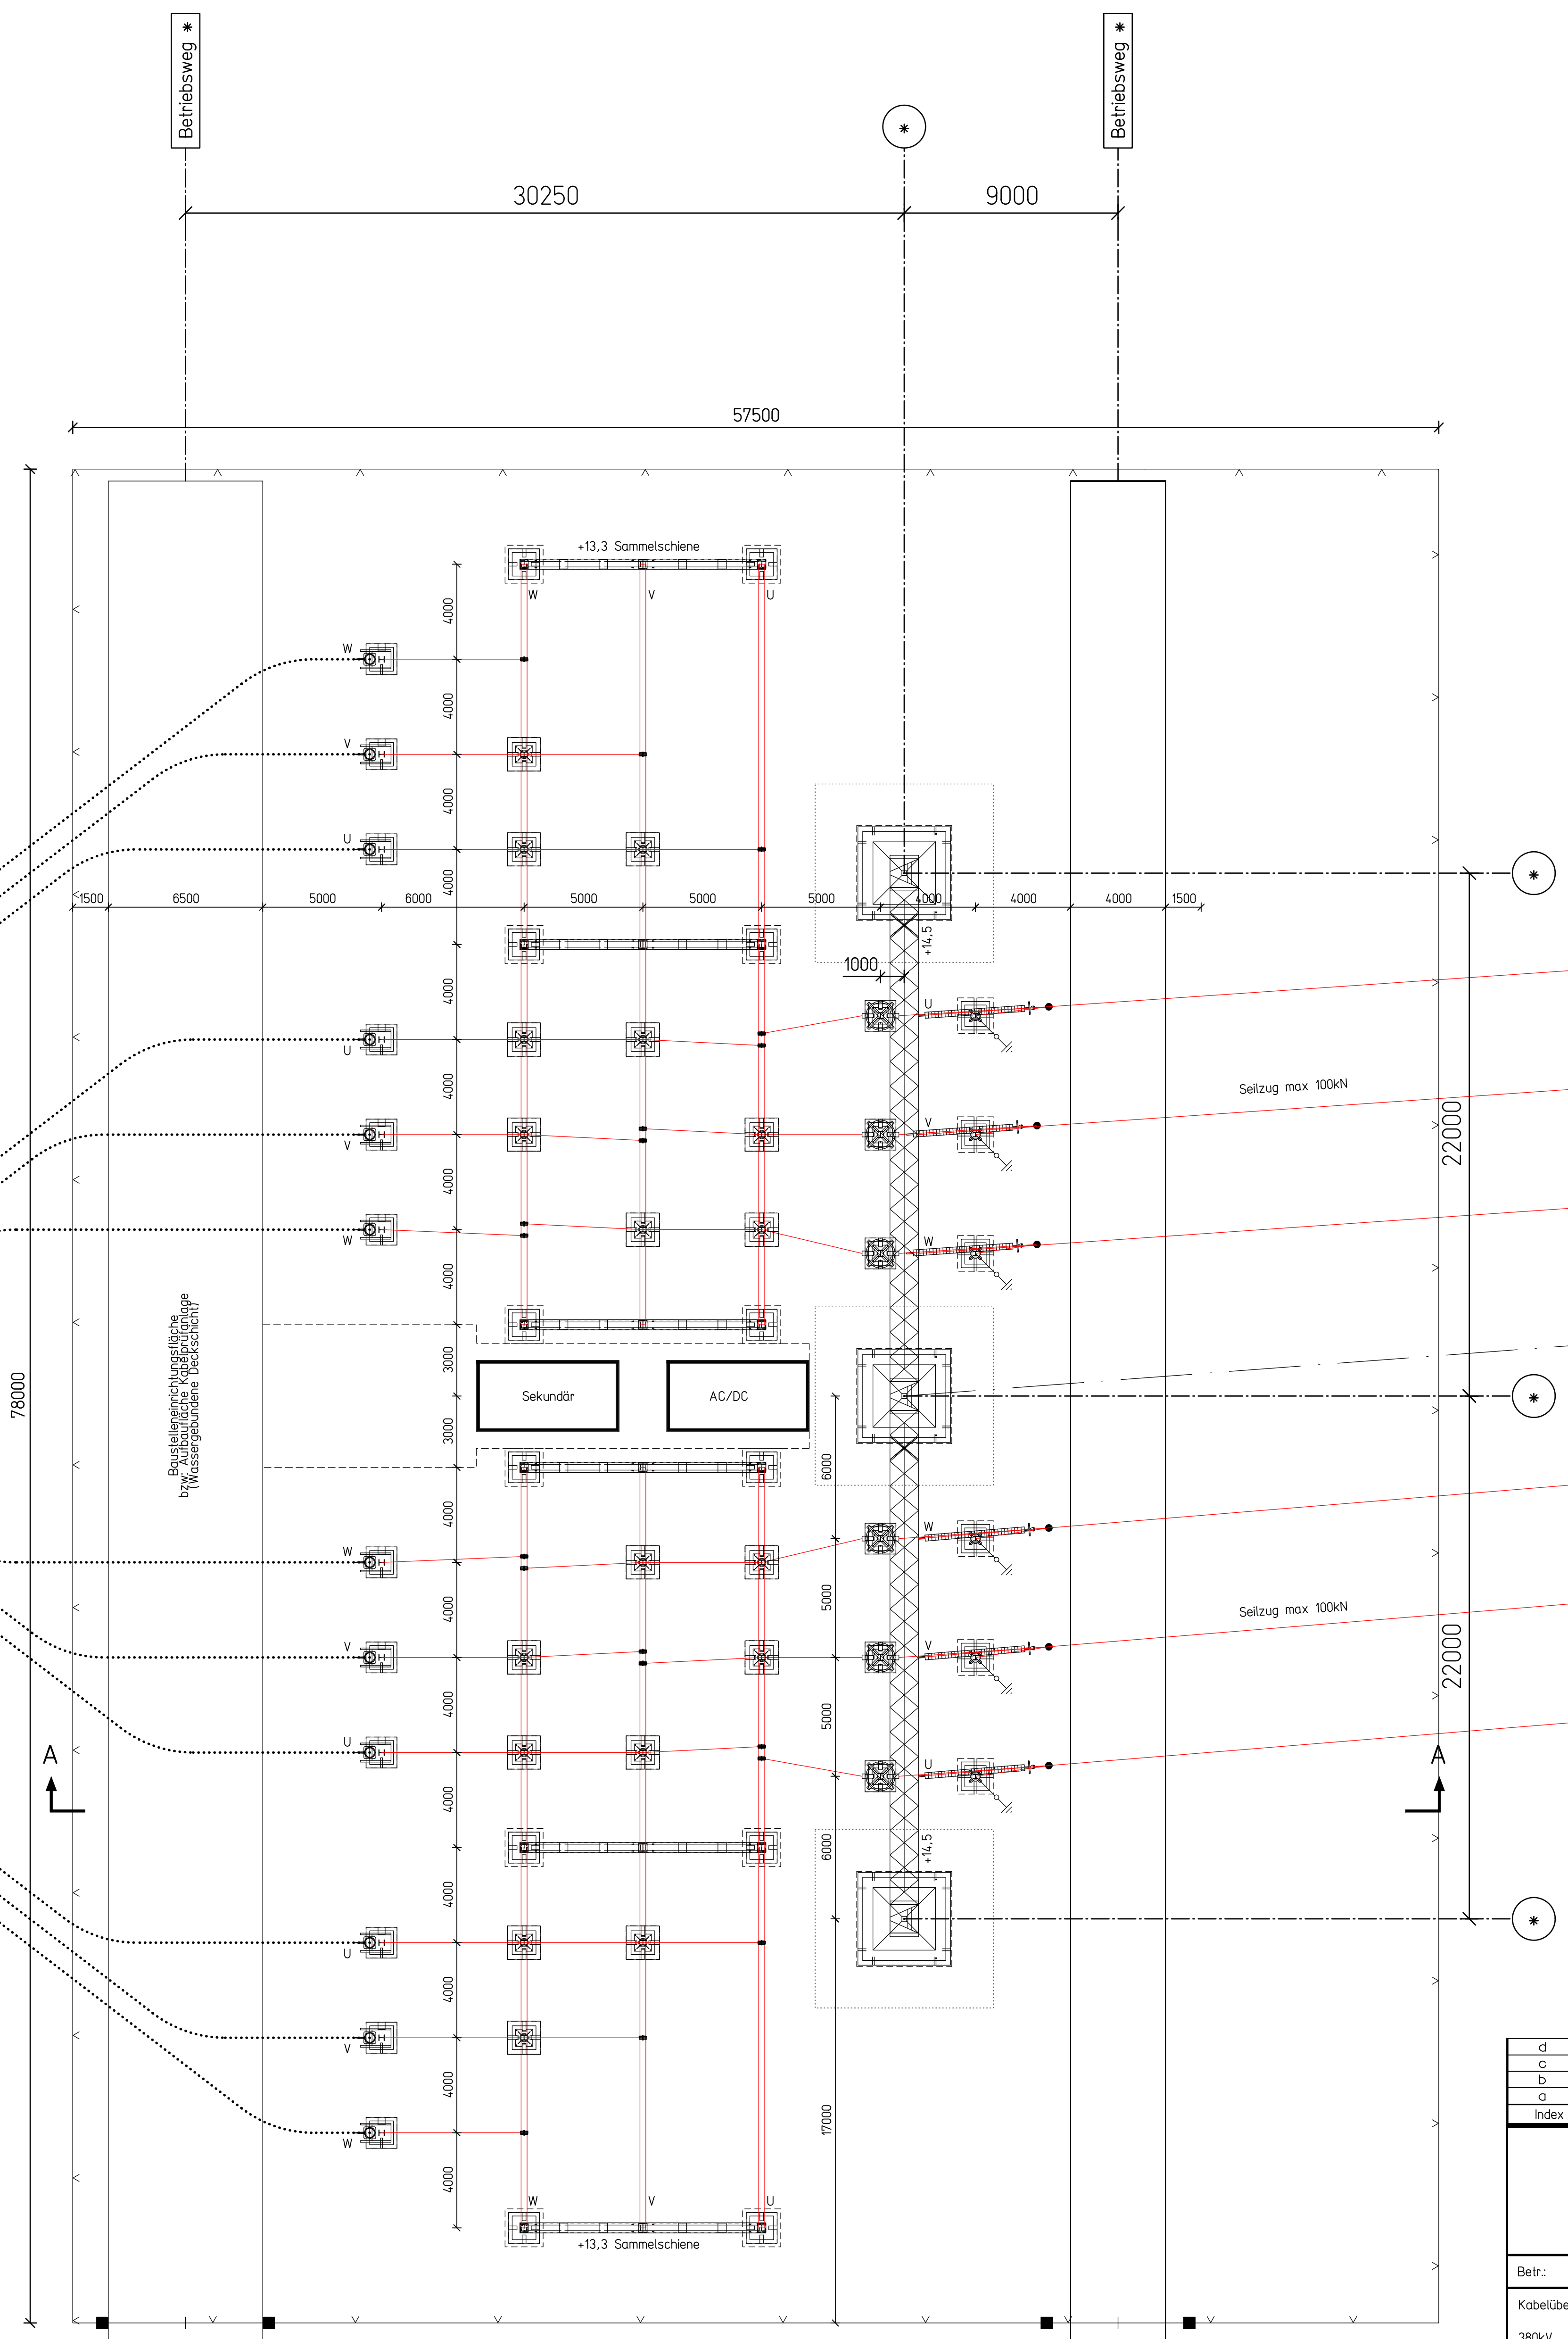 Betriebsweg *
Betriebsweg *
*
30250
9000
57500
+13,3 Sammelschiene
W
V
U
4000
W
4000
V
4000
U
4000
*
1500
6500
5000
6000
5000
5000
5000
4000
4000
4000
1500
+14,5
1000
4000
U
U
4000
Seilzug max 100kN
22000
V
V
4000
W
W
4000
78000
Baustelleneinrichtungsfläche
bzw. Aufbaufläche Kabelprüfanlage
(Wassergebundene Deckschicht)
3000
Sekundär
AC/DC
*
3000
6000
4000
W
W
5000
4000
Seilzug max 100kN
22000
V
V
4000
5000
U
U
A
A
4000
6000
+14,5
4000
*
U
4000
V
4000
17000
W
4000
W
V
U
+13,3 Sammelschiene
d
c
b
a
Index
Betr.:
Kabelübe
380kV